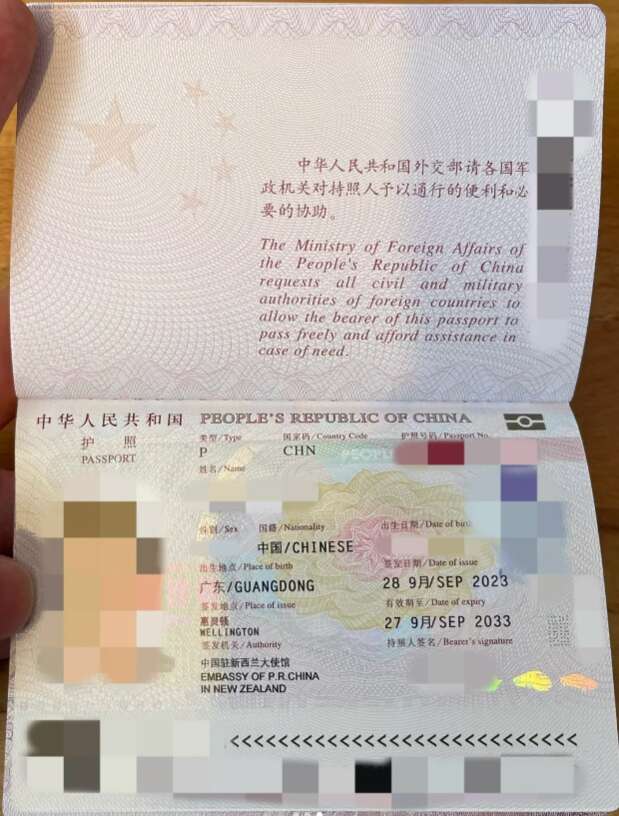 中华人民共和国外交部请各国军
政机关对持照人予以通行的便利和必
要的协助。
The Ministry of Foreign Affairs of
the People's Republic of China
requests all civil and military
authorities of foreign countries to
allow the bearer of this passport to
pass freely and afford assistance in
case of need.
中华人民共和国 PEOPLE'S REPUBLIC OF CHINA
护照
PASSPORT
类型/Type 国家码/Country Code 护照号码/Passport No.
P CHN
姓名/Name
性别/Sex 国籍/Nationality 出生日期/Date of birth
中国/CHINESE
出生地点/Place of birth 签发日期/Date of issue
广东/GUANGDONG 28 9月/SEP 2023
签发地点/Place of issue 有效期至/Date of expiry
惠灵顿 27 9月/SEP 2033
WELLINGTON
签发机关/Authority 持照人签名/Bearer's signature
中国驻新西兰大使馆
EMBASSY OF P.R.CHINA
IN NEW ZEALAND
<<<<<<<<<<<<<<<<<<<<<<<<<<<<<<